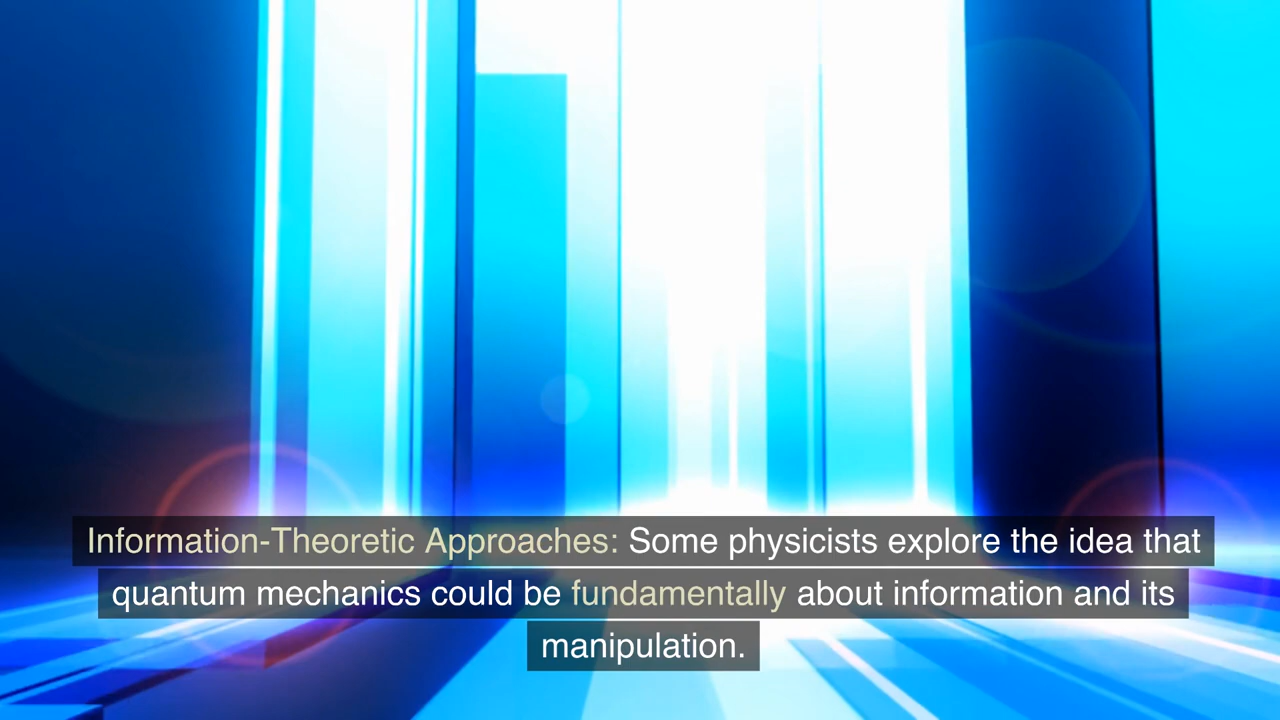 Information-Theoretic Approaches: Some physicists explore the idea that
quantum mechanics could be fundamentally about information and its
manipulation.